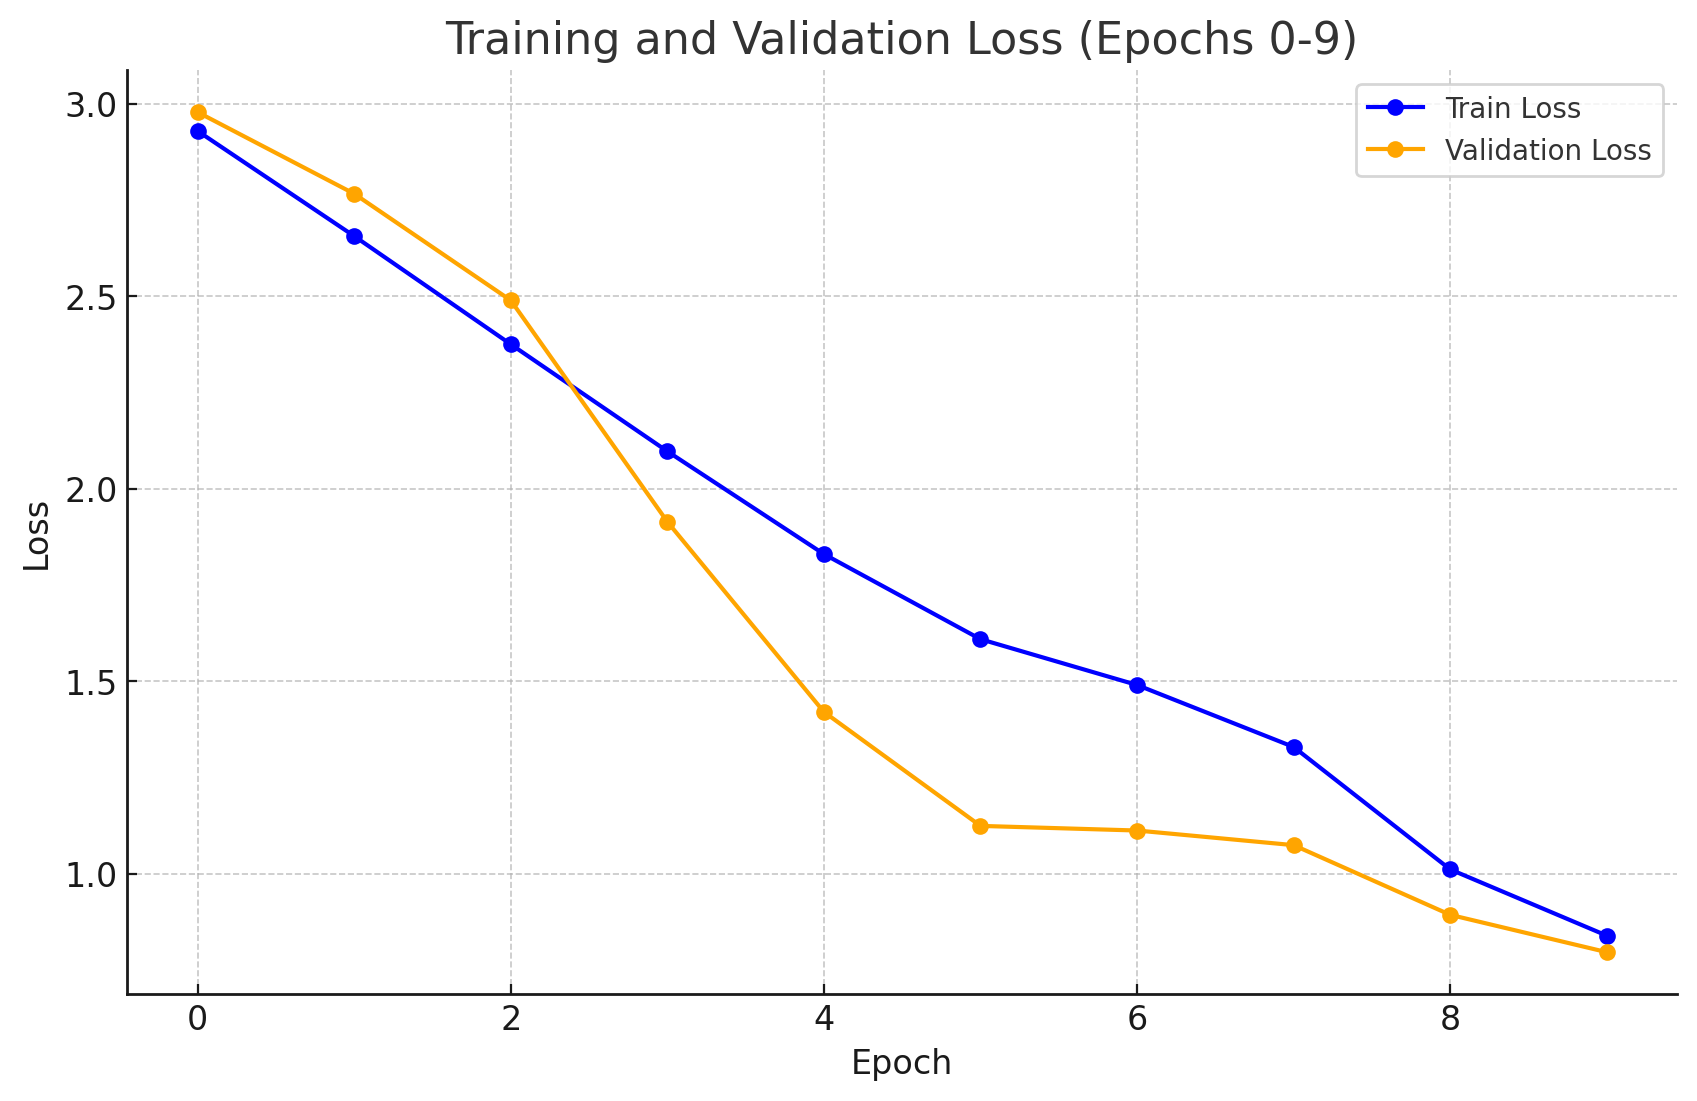 Training and Validation Loss (Epochs 0-9)
Train Loss
Validation Loss
3.0
2.5
2.0
1.5
1.0
Loss
0 2 4 6 8
Epoch